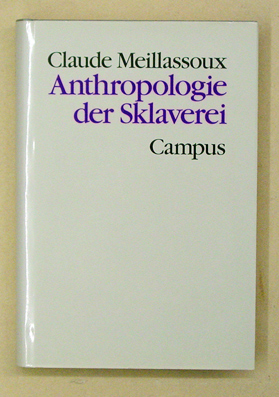 Claude Meillassoux
Anthropologie
der Sklaverei
Campus